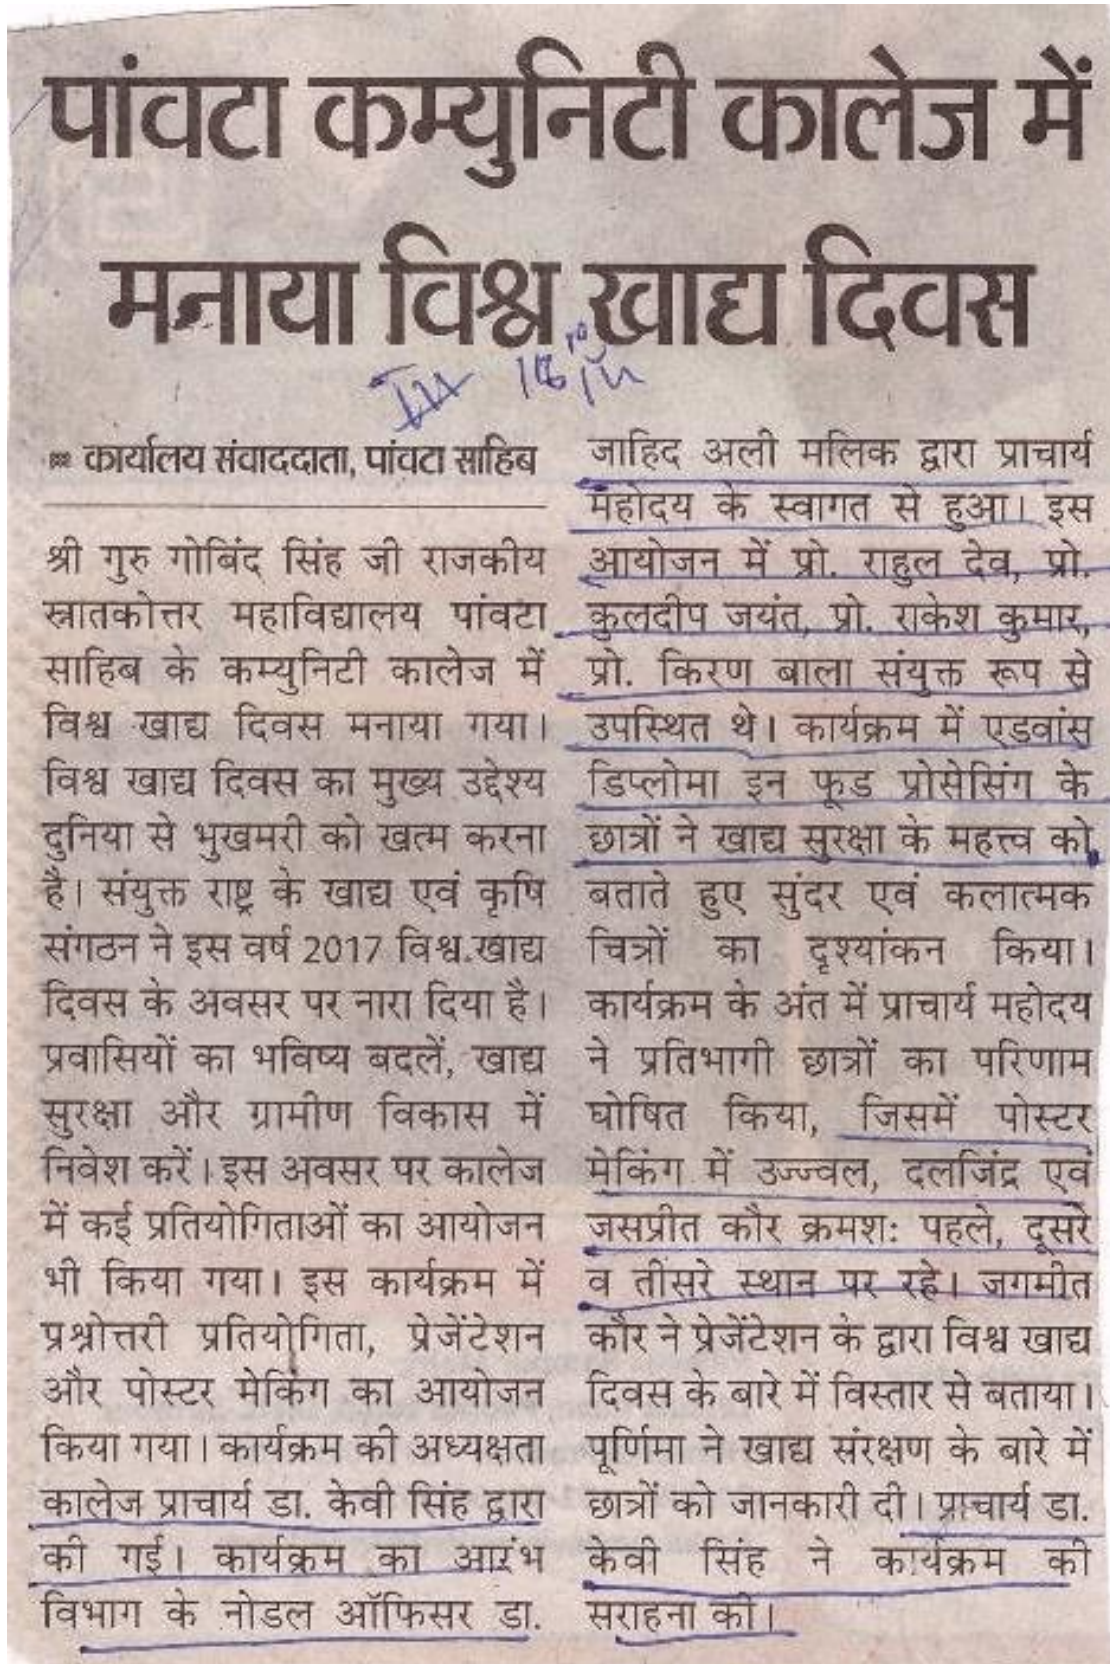 पांवटा कम्युनिटी कालेज में
मनाया विश्व खाद्य दिवस
कार्यालय संवाददाता, पांवटा साहिब
श्री गुरु गोबिंद सिंह जी राजकीय
स्नातकोत्तर महाविद्यालय पांवटा
साहिब के कम्युनिटी कालेज में
विश्व खाद्य दिवस मनाया गया।
विश्व खाद्य दिवस का मुख्य उद्देश्य
दुनिया से भुखमरी को खत्म करना
है। संयुक्त राष्ट्र के खाद्य एवं कृषि
संगठन ने इस वर्ष 2017 विश्व खाद्य
दिवस के अवसर पर नारा दिया है।
प्रवासियों का भविष्य बदलें, खाद्य
सुरक्षा और ग्रामीण विकास में
निवेश करें। इस अवसर पर कालेज
में कई प्रतियोगिताओं का आयोजन
भी किया गया। इस कार्यक्रम में
प्रश्नोत्तरी प्रतियोगिता, प्रेजेंटेशन
और पोस्टर मेकिंग का आयोजन
किया गया। कार्यक्रम की अध्यक्षता
कालेज प्राचार्य डा. केवी सिंह द्वारा
की गई। कार्यक्रम का आरंभ
विभाग के नोडल ऑफिसर डा.
जाहिद अली मलिक द्वारा प्राचार्य
महोदय के स्वागत से हुआ। इस
आयोजन में प्रो. राहुल देव, प्रो.
कुलदीप जयंत, प्रो. राकेश कुमार,
प्रो. किरण बाला संयुक्त रूप से
उपस्थित थे। कार्यक्रम में एडवांस
डिप्लोमा इन फूड प्रोसेसिंग के
छात्रों ने खाद्य सुरक्षा के महत्त्व को
बताते हुए सुंदर एवं कलात्मक
चित्रों का दृश्यांकन किया।
कार्यक्रम के अंत में प्राचार्य महोदय
ने प्रतिभागी छात्रों का परिणाम
घोषित किया, जिसमें पोस्टर
मेकिंग में उज्ज्वल, दलजिंद्र एवं
जसप्रीत कौर क्रमश: पहले, दूसरे
व तीसरे स्थान पर रहे। जगमीत
कौर ने प्रेजेंटेशन के द्वारा विश्व खाद्य
दिवस के बारे में विस्तार से बताया।
पूर्णिमा ने खाद्य संरक्षण के बारे में
छात्रों को जानकारी दी। प्राचार्य डा.
केवी सिंह ने कार्यक्रम की
सराहना की।